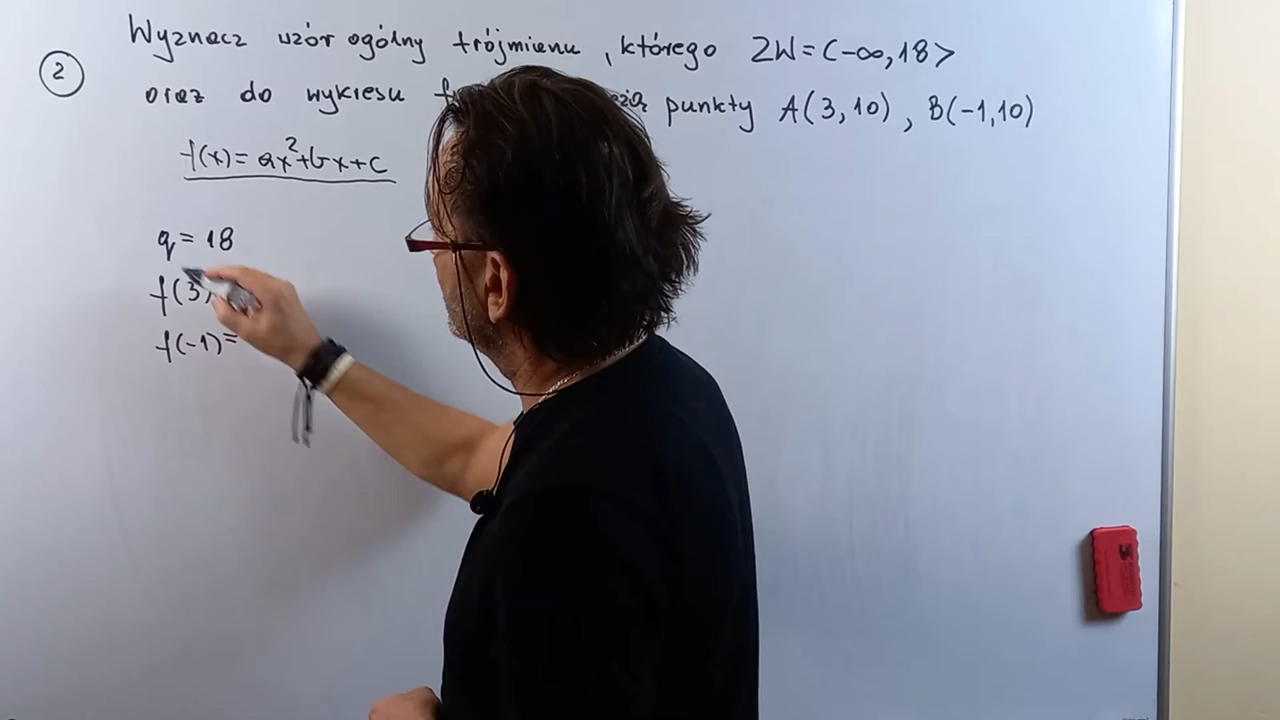 2 Wyznacz wzór ogólny trójmianu, którego ZW=(-∞,18>
oraz do wykresu punkty A(3,10), B(-1,10)
f(x)=ax²+bx+c
q=18
f(3)
f(-1)=